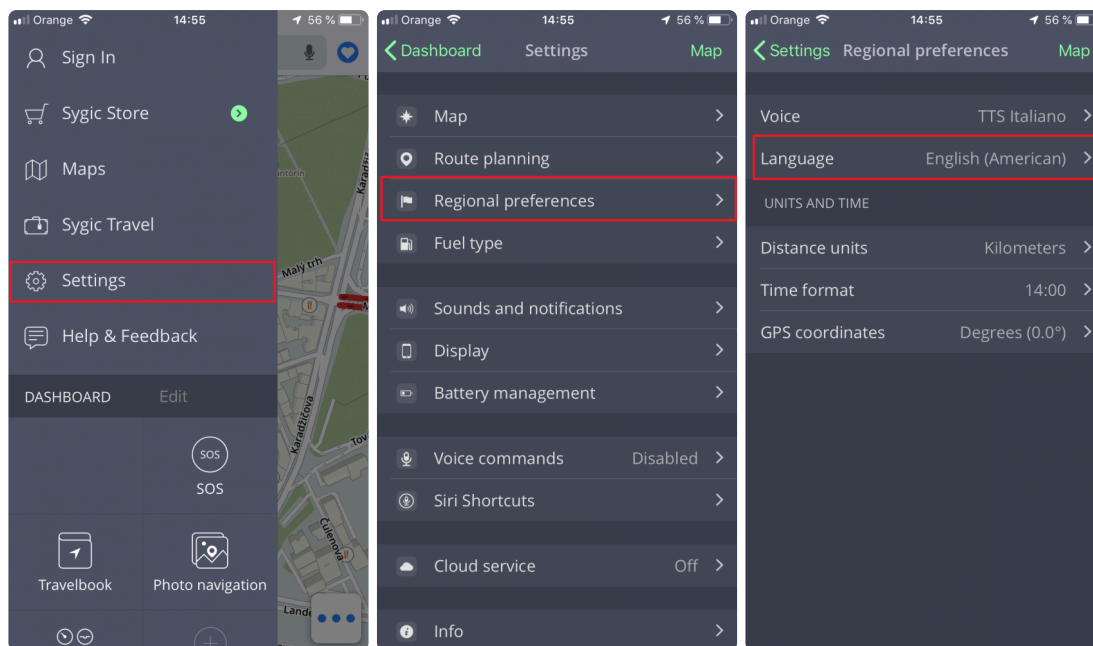 Orange 14:55 56 %
Sign In
Sygic Store
Maps
Sygic Travel
Settings
Help & Feedback
DASHBOARD Edit
SOS
SOS
Travelbook Photo navigation
Malý trh
Karadžičova
Čulenova
Orange 14:55 56 %
Dashboard Settings Map
Map
Route planning
Regional preferences
Fuel type
Sounds and notifications
Display
Battery management
Voice commands Disabled
Siri Shortcuts
Cloud service Off
Info
Orange 14:55 56 %
Settings Regional preferences Map
Voice TTS Italiano
Language English (American)
UNITS AND TIME
Distance units Kilometers
Time format 14:00
GPS coordinates Degrees (0.0°)